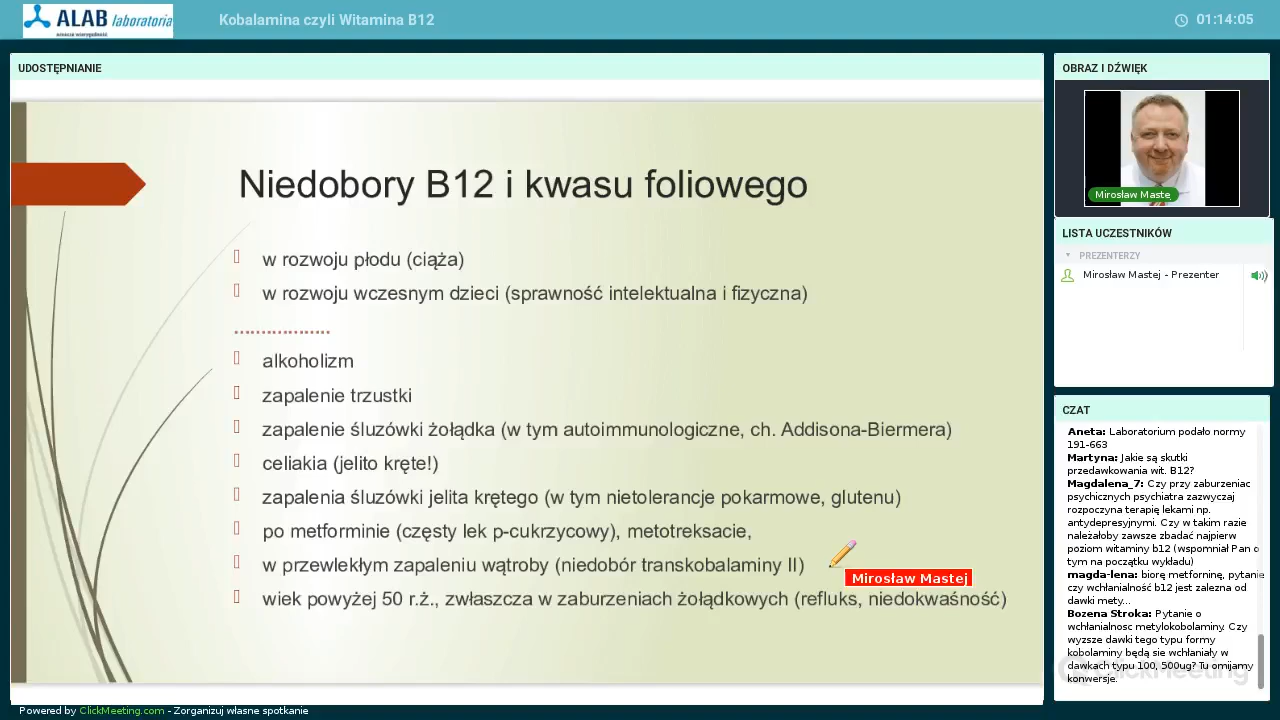 ALAB laboratoria
Kobalamina czyli Witamina B12
01:14:05
UDOSTĘPNIANIE
Niedobory B12 i kwasu foliowego
w rozwoju płodu (ciąża)
w rozwoju wczesnym dzieci (sprawność intelektualna i fizyczna)
..................
alkoholizm
zapalenie trzustki
zapalenie śluzówki żołądka (w tym autoimmunologiczne, ch. Addisona-Biermera)
celiakia (jelito kręte!)
zapalenia śluzówki jelita krętego (w tym nietolerancje pokarmowe, glutenu)
po metforminie (częsty lek p-cukrzycowy), metotreksacie,
w przewlekłym zapaleniu wątroby (niedobór transkobalaminy II)
Mirosław Mastej
wiek powyżej 50 r.ż., zwłaszcza w zaburzeniach żołądkowych (refluks, niedokwaśność)
OBRAZ I DŹWIĘK
Mirosław Maste
LISTA UCZESTNIKÓW
PREZENTERZY
Mirosław Mastej - Prezenter
CZAT
Aneta: Laboratorium podało normy
191-663
Martyna: Jakie są skutki
przedawkowania wit. B12?
Magdalena_7: Czy przy zaburzeniac
psychicznych psychiatra zazwyczaj
rozpoczyna terapię lekami np.
antydepresyjnymi. Czy w takim razie
należałoby zawsze zbadać najpierw
poziom witaminy b12 (wspomniał Pan o
tym na początku wykładu)
magda-lena: biorę metforninę, pytanie
czy wchłanialność b12 jest zalezna od
dawki mety...
Bozena Stroka: Pytanie o
wchłanialnosc metylokobolaminy. Czy
wyzsze dawki tego typu formy
kobolaminy będą sie wchłaniały w
dawkach typu 100, 500ug? Tu omijamy
konwersje.
ClickMeeting
Powered by ClickMeeting.com - Zorganizuj własne spotkanie